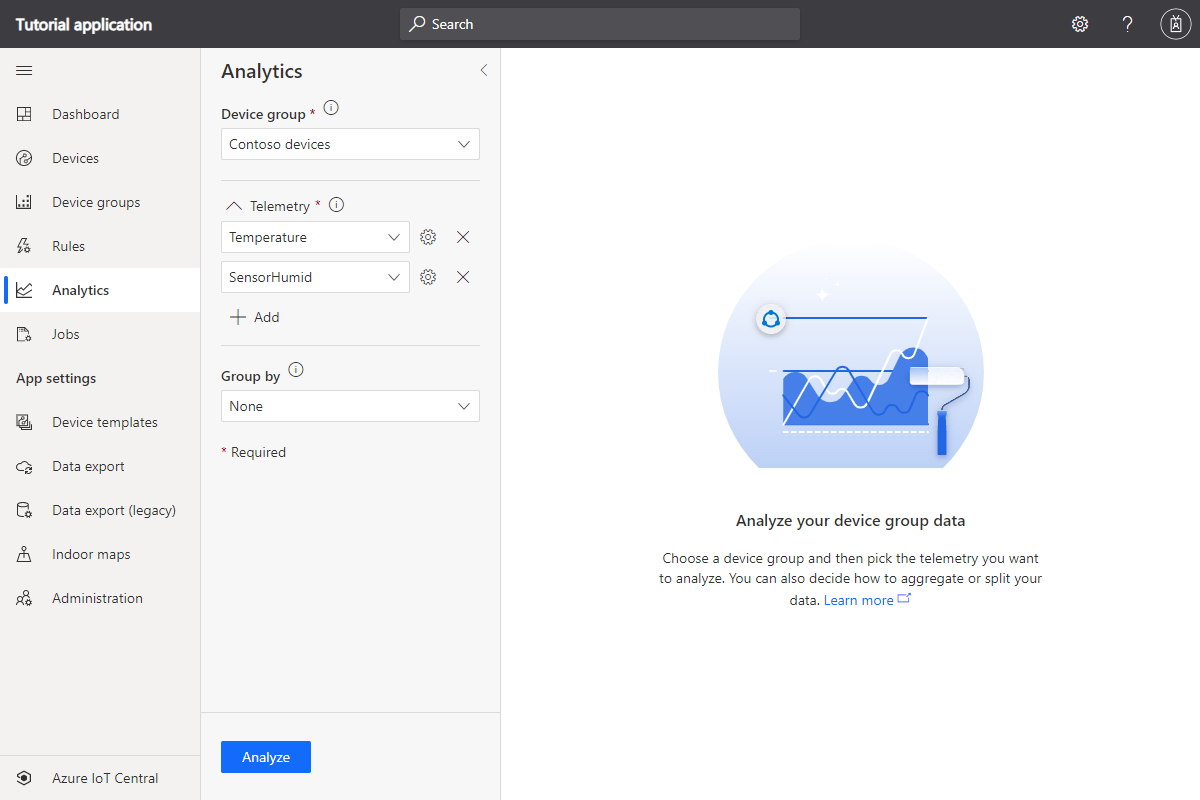 Tutorial application
Search
?
Dashboard
Devices
Device groups
Rules
Analytics
Jobs
App settings
Device templates
Data export
Data export (legacy)
Indoor maps
Administration
Azure IoT Central
Analytics
Device group *
Contoso devices
Telemetry *
Temperature
SensorHumid
Add
Group by
None
* Required
Analyze
Analyze your device group data
Choose a device group and then pick the telemetry you want
to analyze. You can also decide how to aggregate or split your
data. Learn more